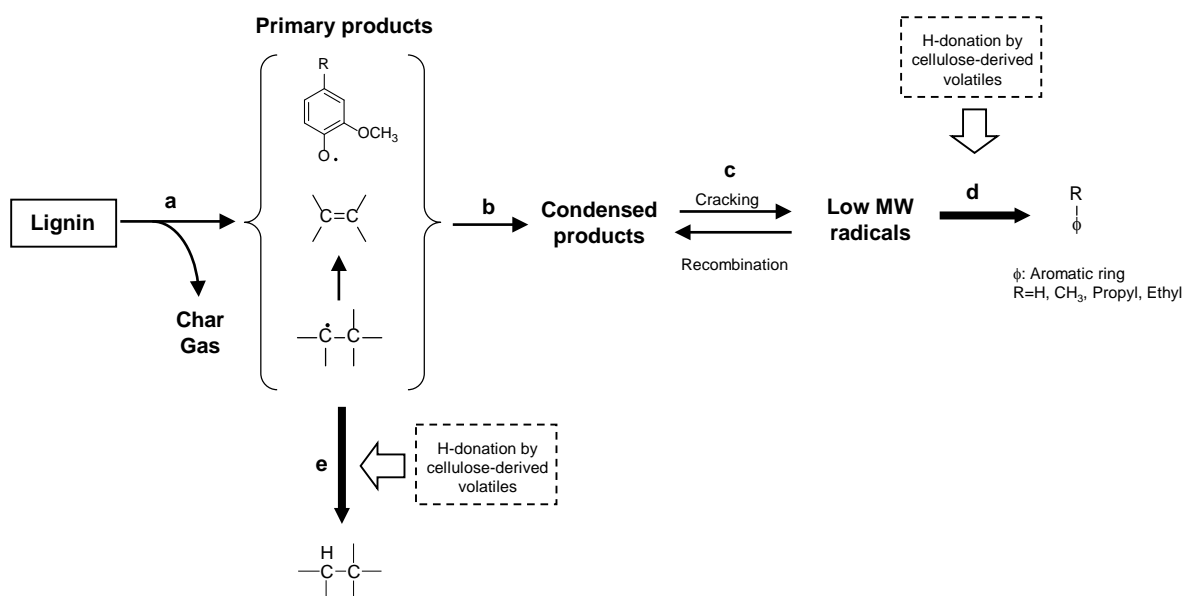 Primary products
R
OCH3
O•
C=C
C C
Lignin
a
Char
Gas
b
Condensed
products
c
Cracking
Recombination
Low MW
radicals
H-donation by
cellulose-derived
volatiles
d
R
ϕ
ϕ: Aromatic ring
R=H, CH3, Propyl, Ethyl
e
H-donation by
cellulose-derived
volatiles
H
C C